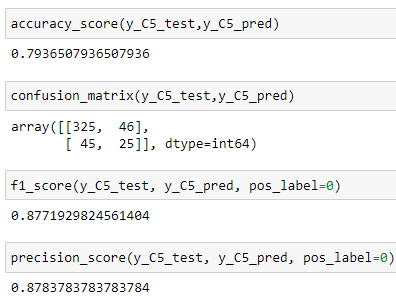 accuracy_score(y_C5_test,y_C5_pred)
0.7936507936507936
confusion_matrix(y_C5_test,y_C5_pred)
array([[325,  46],
       [ 45,  25]], dtype=int64)
f1_score(y_C5_test, y_C5_pred, pos_label=0)
0.8771929824561404
precision_score(y_C5_test, y_C5_pred, pos_label=0)
0.8783783783783784